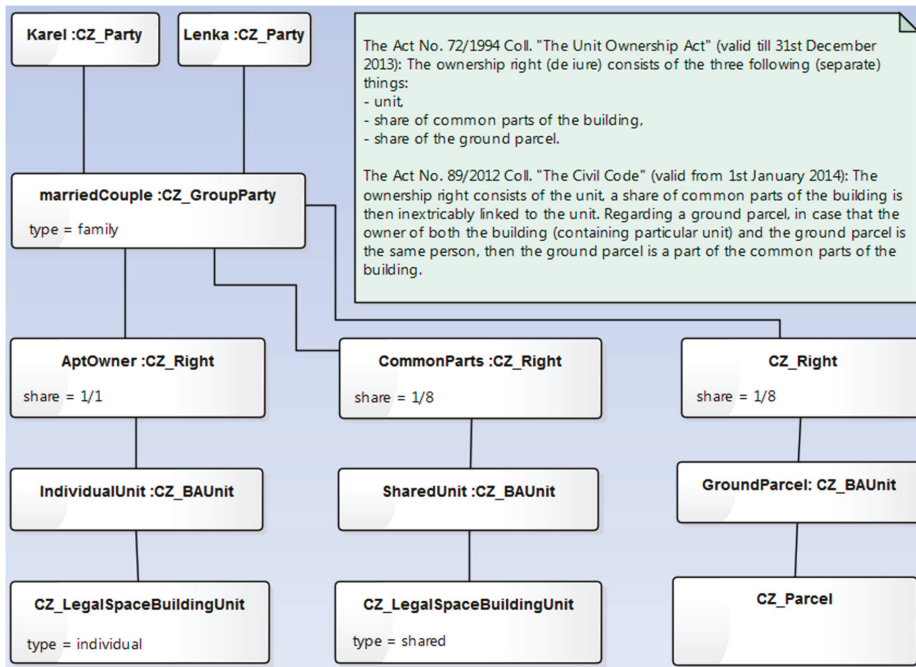 Karel :CZ_Party
Lenka :CZ_Party
The Act No. 72/1994 Coll. "The Unit Ownership Act" (valid till 31st December
2013): The ownership right (de iure) consists of the three following (separate)
things:
- unit,
- share of common parts of the building,
- share of the ground parcel.
The Act No. 89/2012 Coll. "The Civil Code" (valid from 1st January 2014): The
ownership right consists of the unit, a share of common parts of the building is
then inextricably linked to the unit. Regarding a ground parcel, in case that the
owner of both the building (containing particular unit) and the ground parcel is
the same person, then the ground parcel is a part of the common parts of the
building.
marriedCouple :CZ_GroupParty
type = family
AptOwner :CZ_Right
share = 1/1
CommonParts :CZ_Right
share = 1/8
CZ_Right
share = 1/8
IndividualUnit :CZ_BAUnit
SharedUnit :CZ_BAUnit
GroundParcel: CZ_BAUnit
CZ_LegalSpaceBuildingUnit
type = individual
CZ_LegalSpaceBuildingUnit
type = shared
CZ_Parcel